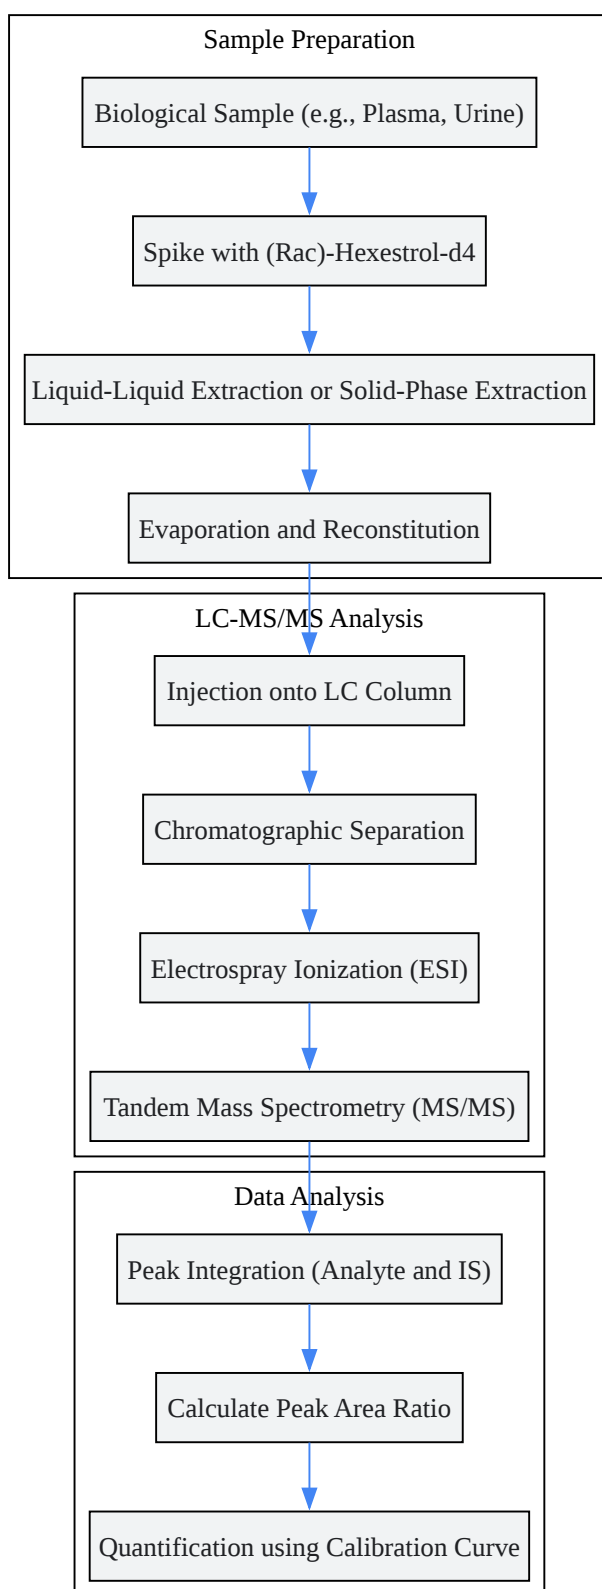 Sample Preparation
Biological Sample (e.g., Plasma, Urine)
Spike with (Rac)-Hexestrol-d4
Liquid-Liquid Extraction or Solid-Phase Extraction
Evaporation and Reconstitution
LC-MS/MS Analysis
Injection onto LC Column
Chromatographic Separation
Electrospray Ionization (ESI)
Tandem Mass Spectrometry (MS/MS)
Data Analysis
Peak Integration (Analyte and IS)
Calculate Peak Area Ratio
Quantification using Calibration Curve